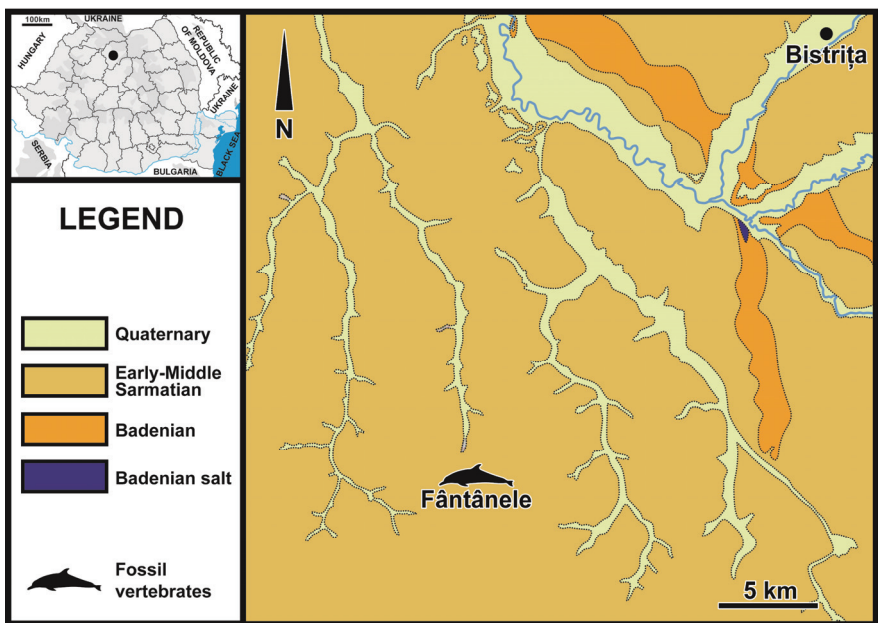 100km
UKRAINE
HUNGARY
REPUBLIC
OF MOLDOVA
UKRAINE
SERBIA
BULGARIA
BLACK SEA
LEGEND
Quaternary
Early-Middle
Sarmatian
Badenian
Badenian salt
Fossil
vertebrates
N
Bistrița
Fântânele
5 km